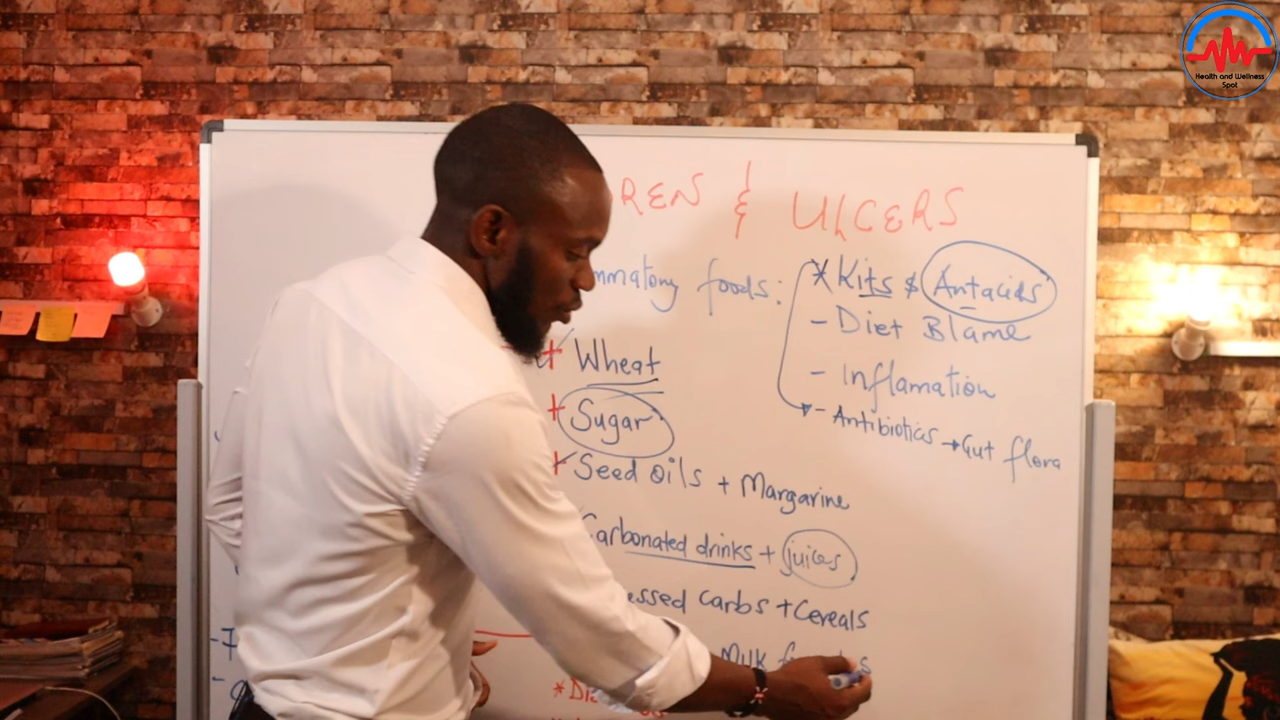 Health and Wellness
Spot
REN & ULCERS
mmatory foods:
Wheat
Sugar
Seed oils + Margarine
Carbonated drinks + juices
essed carbs + Cereals
Milk
* Kits & Antacids
- Diet Blame
- Inflamation
- Antibiotics → Gut flora